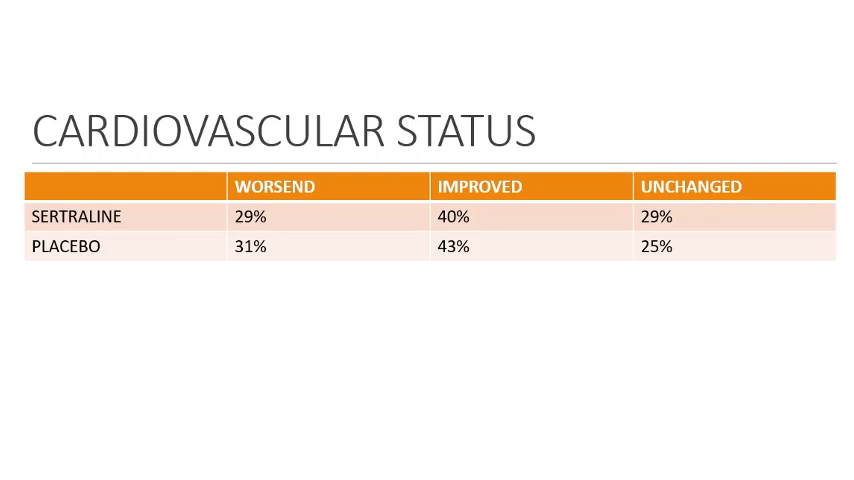 CARDIOVASCULAR STATUS
WORSEND IMPROVED UNCHANGED
SERTRALINE 29% 40% 29%
PLACEBO 31% 43% 25%